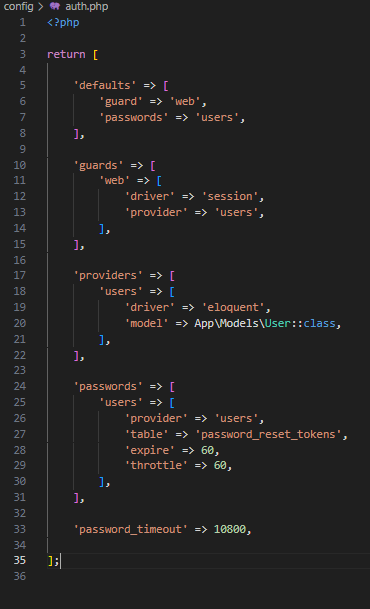 config > auth.php
1 <?php
2
3 return [
4
5     'defaults' => [
6         'guard' => 'web',
7         'passwords' => 'users',
8     ],
9
10     'guards' => [
11         'web' => [
12             'driver' => 'session',
13             'provider' => 'users',
14         ],
15     ],
16
17     'providers' => [
18         'users' => [
19             'driver' => 'eloquent',
20             'model' => App\Models\User::class,
21         ],
22     ],
23
24     'passwords' => [
25         'users' => [
26             'provider' => 'users',
27             'table' => 'password_reset_tokens',
28             'expire' => 60,
29             'throttle' => 60,
30         ],
31     ],
32
33     'password_timeout' => 10800,
34
35 ];
36